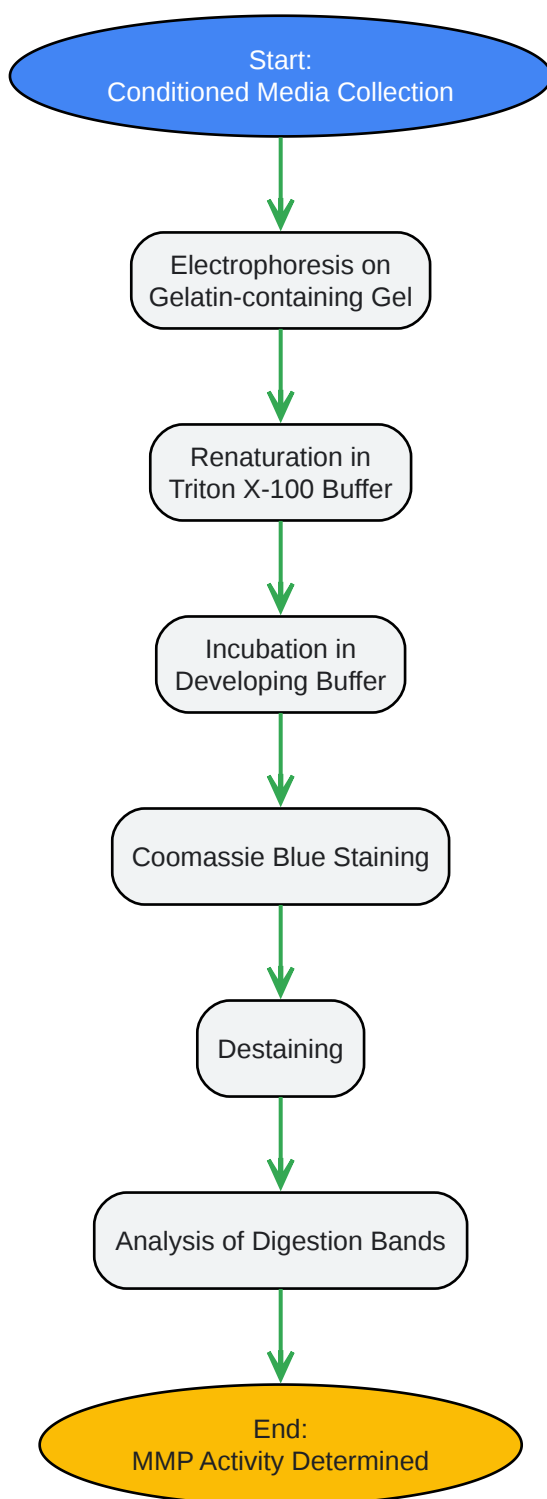 Start:
Conditioned Media Collection
Electrophoresis on
Gelatin-containing Gel
Renaturation in
Triton X-100 Buffer
Incubation in
Developing Buffer
Coomassie Blue Staining
Destaining
Analysis of Digestion Bands
End:
MMP Activity Determined